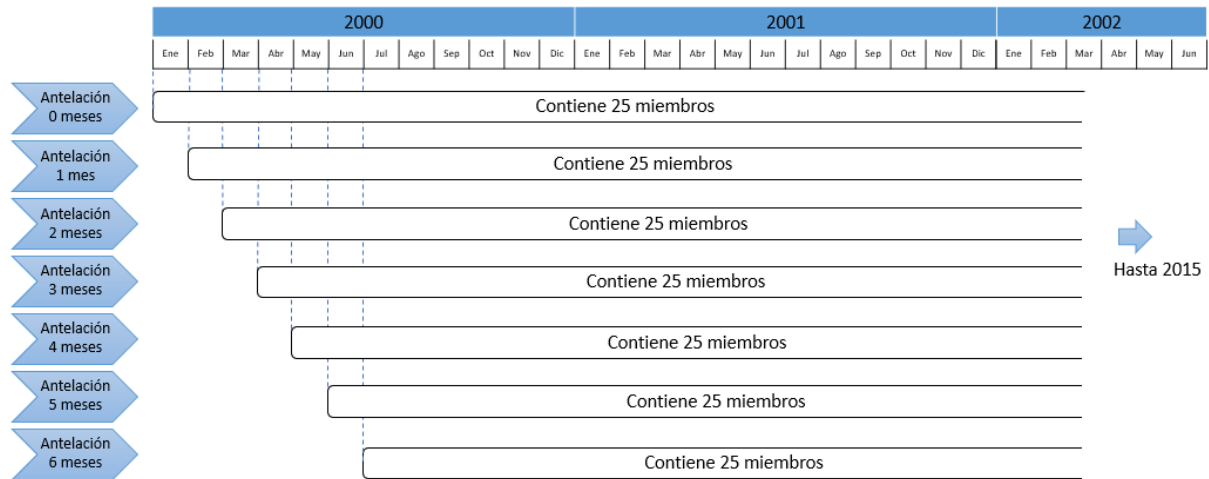 2000 2001 2002
Ene Feb Mar Abr May Jun Jul Ago Sep Oct Nov Dic Ene Feb Mar Abr May Jun Jul Ago Sep Oct Nov Dic Ene Feb Mar Abr May Jun
Antelación
0 meses
Contiene 25 miembros
Antelación
1 mes
Contiene 25 miembros
Antelación
2 meses
Contiene 25 miembros
Antelación
3 meses
Contiene 25 miembros
Antelación
4 meses
Contiene 25 miembros
Antelación
5 meses
Contiene 25 miembros
Antelación
6 meses
Contiene 25 miembros
Hasta 2015